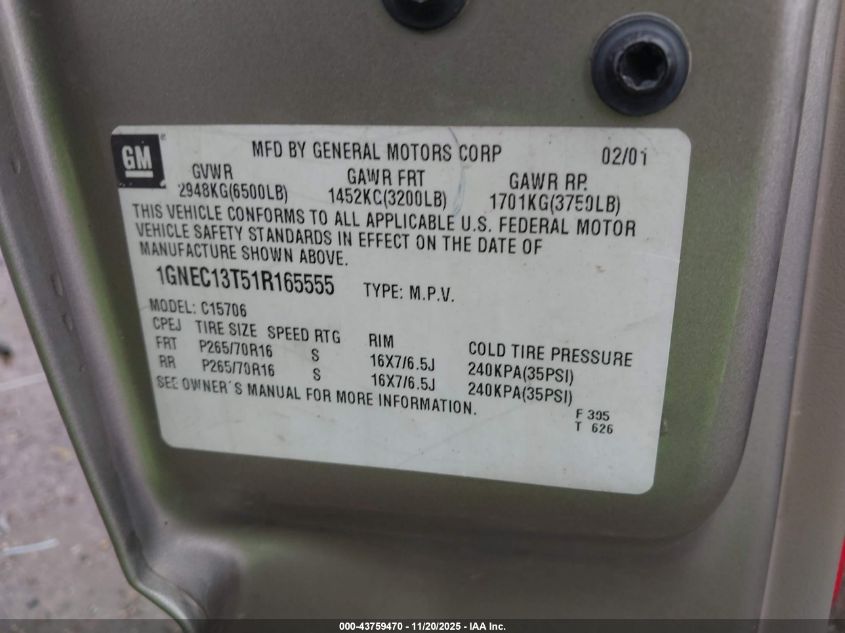 GM
MFD BY GENERAL MOTORS CORP 02/01
GVWR GAWR FRT GAWR RR
2948KG(6500LB) 1452KG(3200LB) 1701KG(3750LB)
THIS VEHICLE CONFORMS TO ALL APPLICABLE U.S. FEDERAL MOTOR
VEHICLE SAFETY STANDARDS IN EFFECT ON THE DATE OF
MANUFACTURE SHOWN ABOVE.
1GNEC13T51R165555 TYPE: M.P.V.
MODEL: C15706
CPEJ TIRE SIZE SPEED RTG RIM COLD TIRE PRESSURE
FRT P265/70R16 S 16X7/6.5J 240KPA(35PSI)
RR P265/70R16 S 16X7/6.5J 240KPA(35PSI)
SEE OWNER'S MANUAL FOR MORE INFORMATION.
F 395
T 626
000-43759470 - 11/20/2025 - IAA Inc.